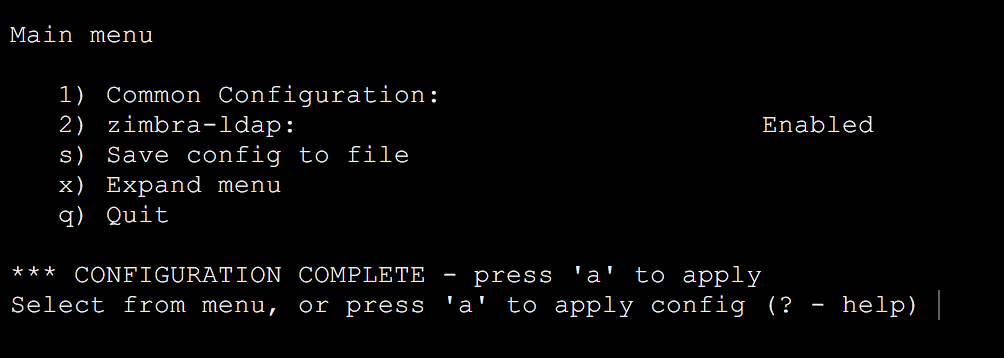 Main menu
1) Common Configuration:
2) zimbra-ldap: Enabled
s) Save config to file
x) Expand menu
q) Quit
*** CONFIGURATION COMPLETE - press 'a' to apply
Select from menu, or press 'a' to apply config (? - help)